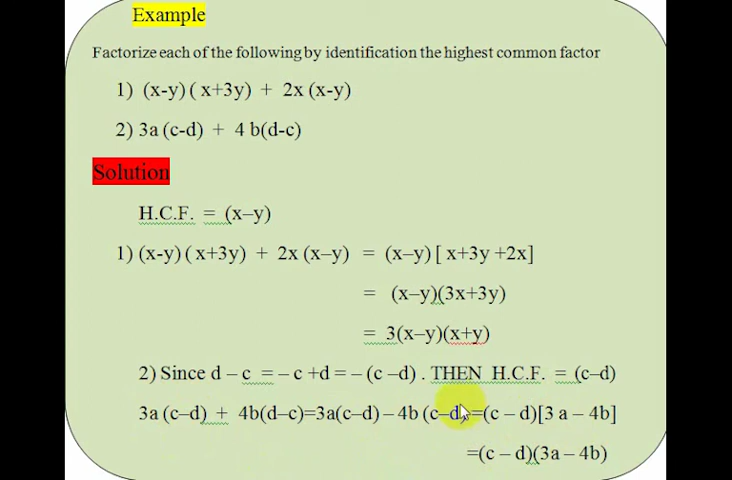 Example
Factorize each of the following by identification the highest common factor
1) (x-y)( x+3y) + 2x (x-y)
2) 3a (c-d) + 4 b(d-c)
Solution
H.C.F. = (x–y)
1) (x-y)( x+3y) + 2x (x–y) = (x–y)[ x+3y +2x]
= (x–y)(3x+3y)
= 3(x–y)(x+y)
2) Since d – c = – c +d = – (c –d) . THEN H.C.F. = (c–d)
3a (c–d) + 4b(d–c)=3a(c–d) – 4b (c–d) =(c – d)[3 a – 4b]
=(c – d)(3a – 4b)